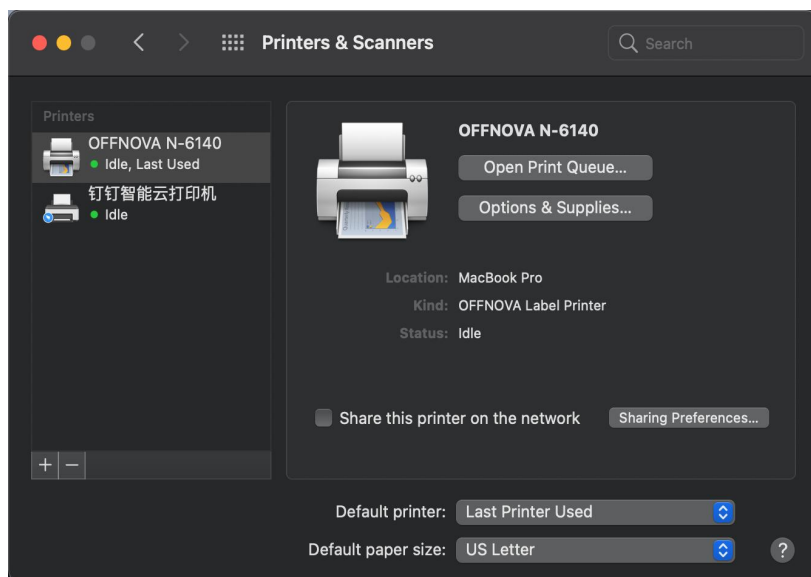 Printers & Scanners
Search
Printers
OFFNOVA N-6140
Idle, Last Used
钉钉智能云打印机
Idle
OFFNOVA N-6140
Open Print Queue...
Options & Supplies...
Location: MacBook Pro
Kind: OFFNOVA Label Printer
Status: Idle
Share this printer on the network
Sharing Preferences...
Default printer: Last Printer Used
Default paper size: US Letter
?